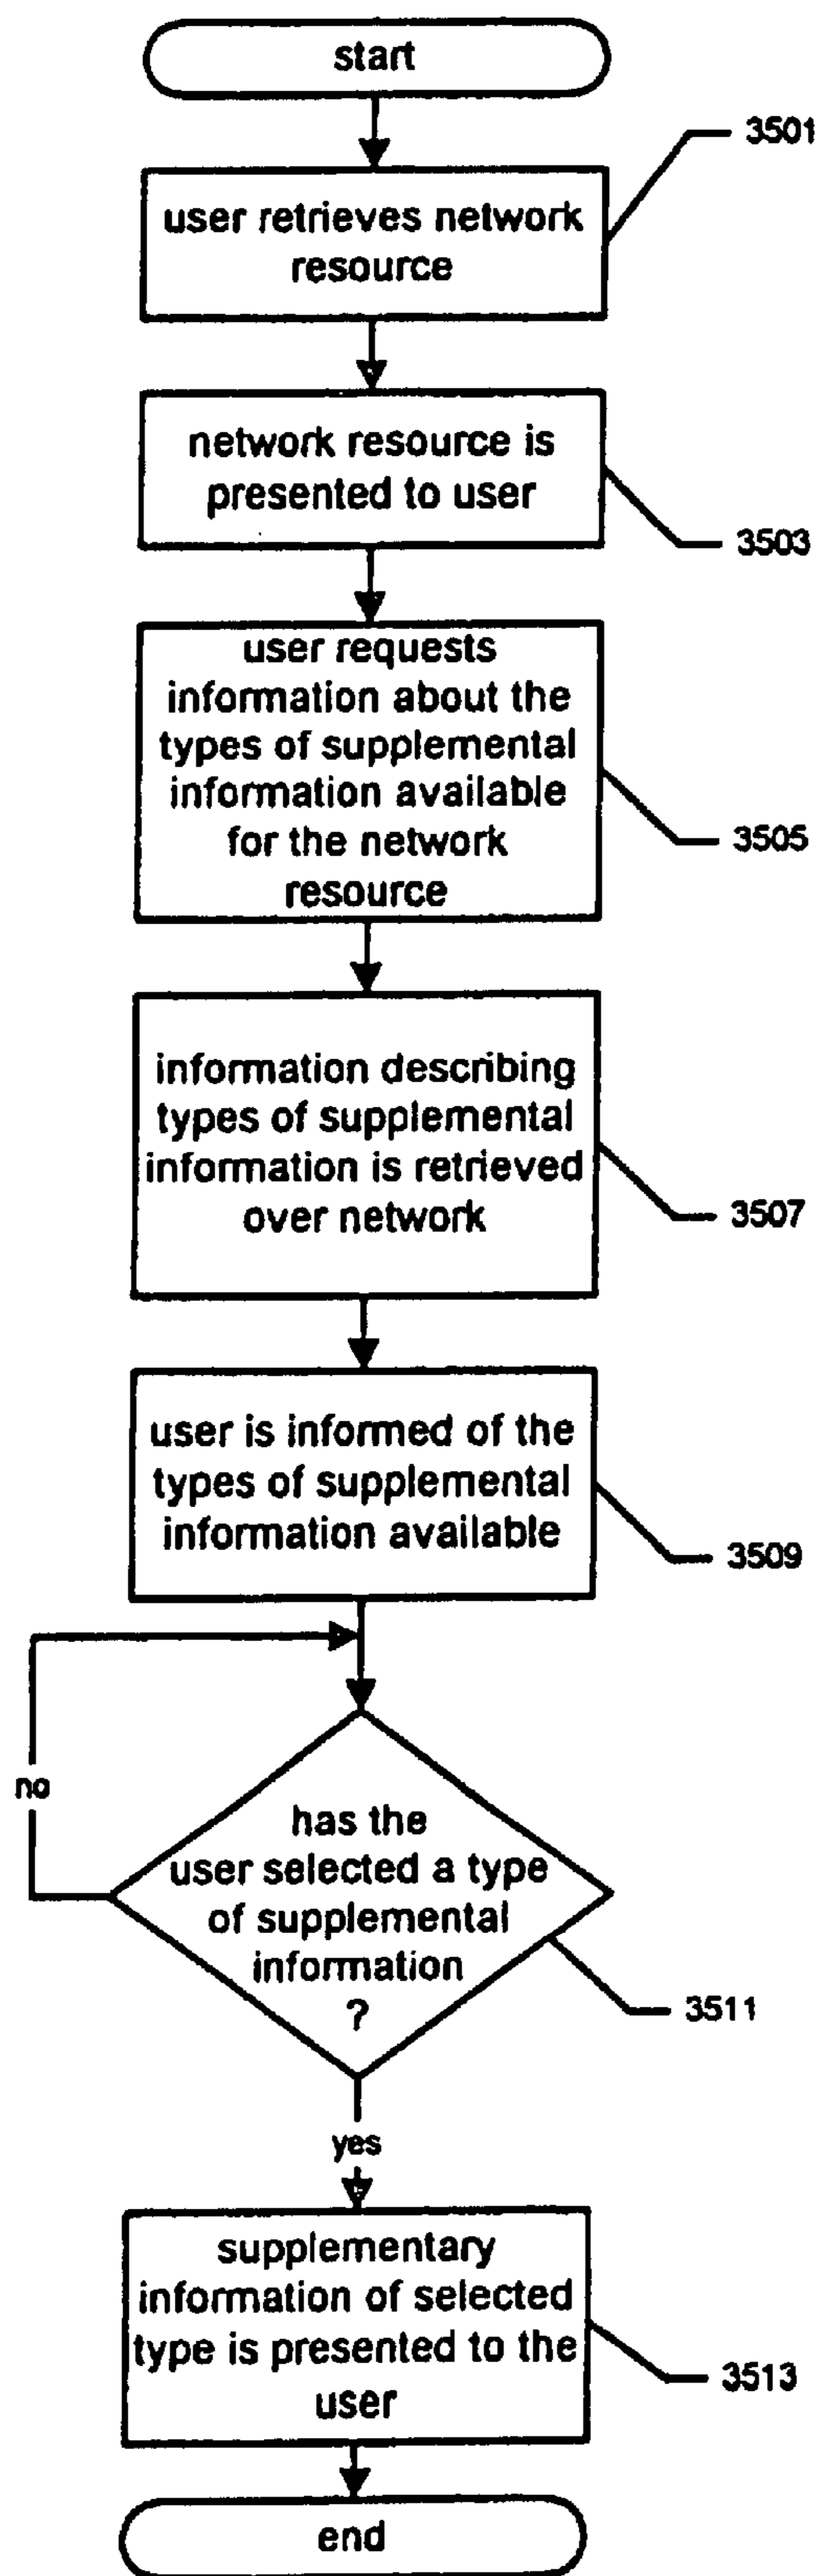 start
3501
user retrieves network
resource
network resource is
presented to user
3503
user requests
information about the
types of supplemental
information available
for the network
resource
3505
information describing
types of supplemental
information is retrieved
over network
3507
user is informed of the
types of supplemental
information available
3509
no
has the
user selected a type
of supplemental
information
?
3511
yes
supplementary
information of selected
type is presented to the
user
3513
end